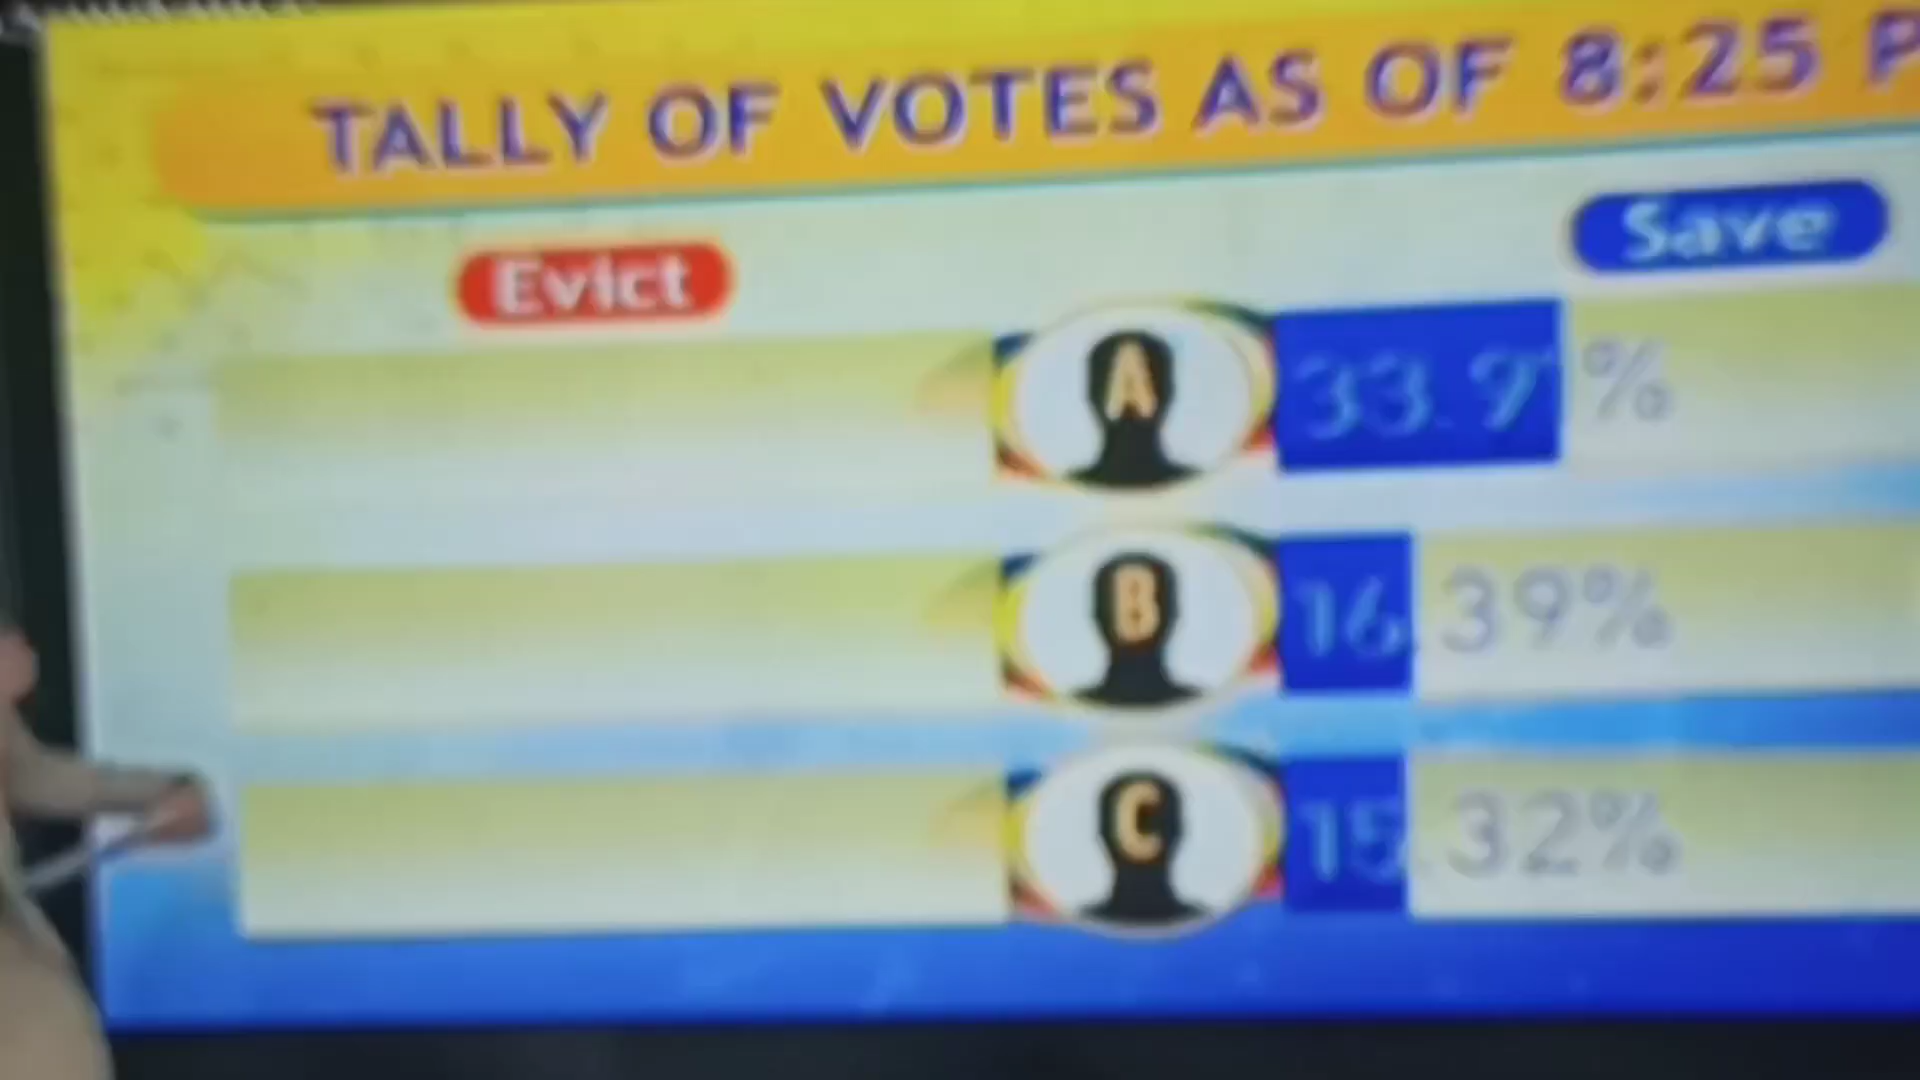 TALLY OF VOTES AS OF 8:25 P
Evict
Save
A
B 16.39%
C 15.32%